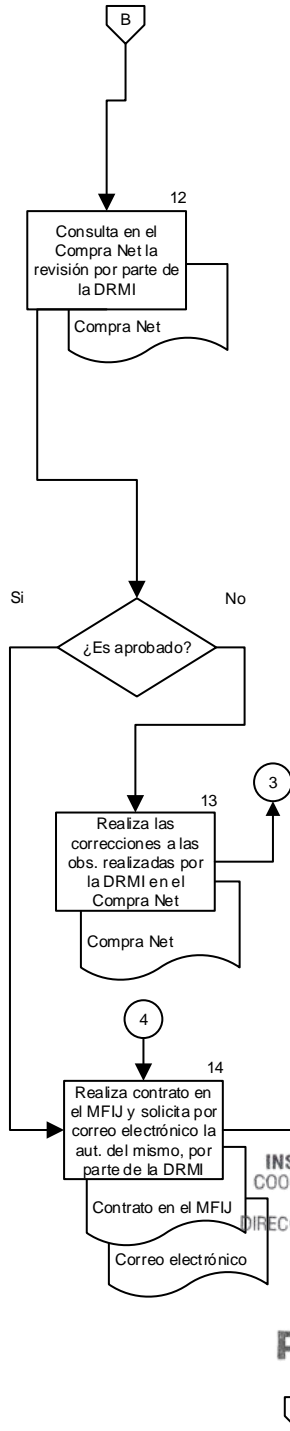 B
12
Consulta en el
Compra Net la
revisión por parte de
la DRMI
Compra Net
Si
No
¿Es aprobado?
3
13
Realiza las
correcciones a las
obs. realizadas por
la DRMI en el
Compra Net
Compra Net
4
14
Realiza contrato en
el MFIJ y solicita por
correo electrónico la
aut. del mismo, por
parte de la DRMI
Contrato en el MFIJ
Correo electrónico